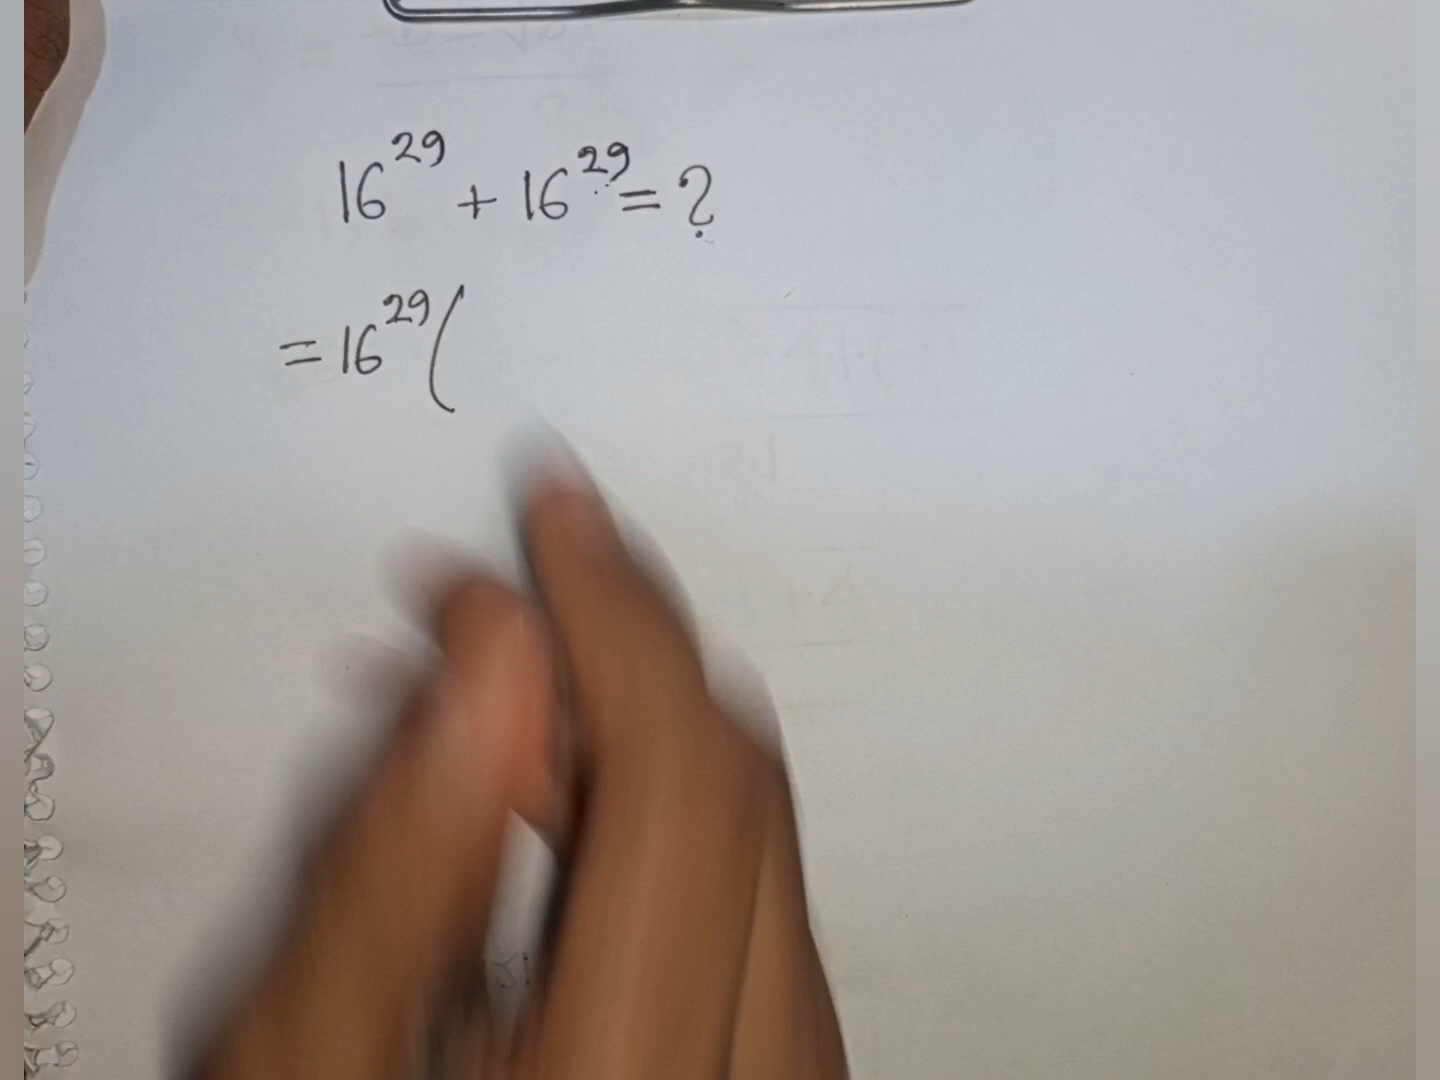 16^29 + 16^29 = ?
= 16^29 (